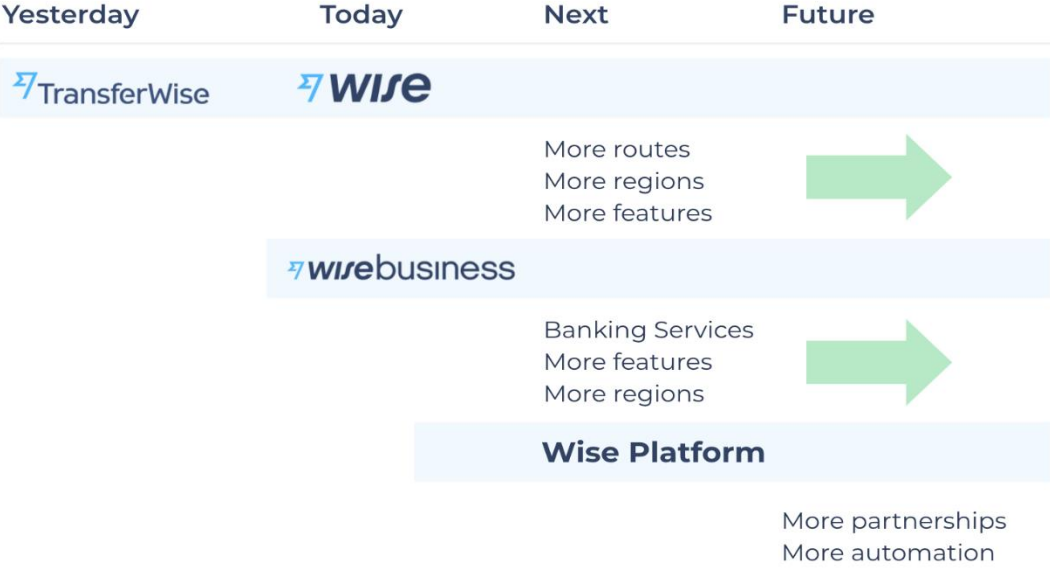 Yesterday Today Next Future
TransferWise wise
More routes
More regions
More features
wisebusiness
Banking Services
More features
More regions
Wise Platform
More partnerships
More automation